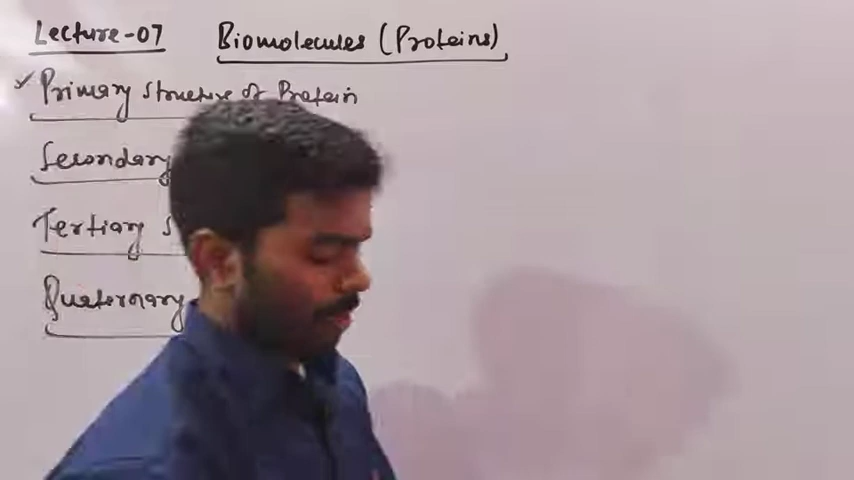 Lecture-07 Biomolecules (Proteins)
✓ Primary Structure of Protein
Secondary
Tertiary S
Quaternary